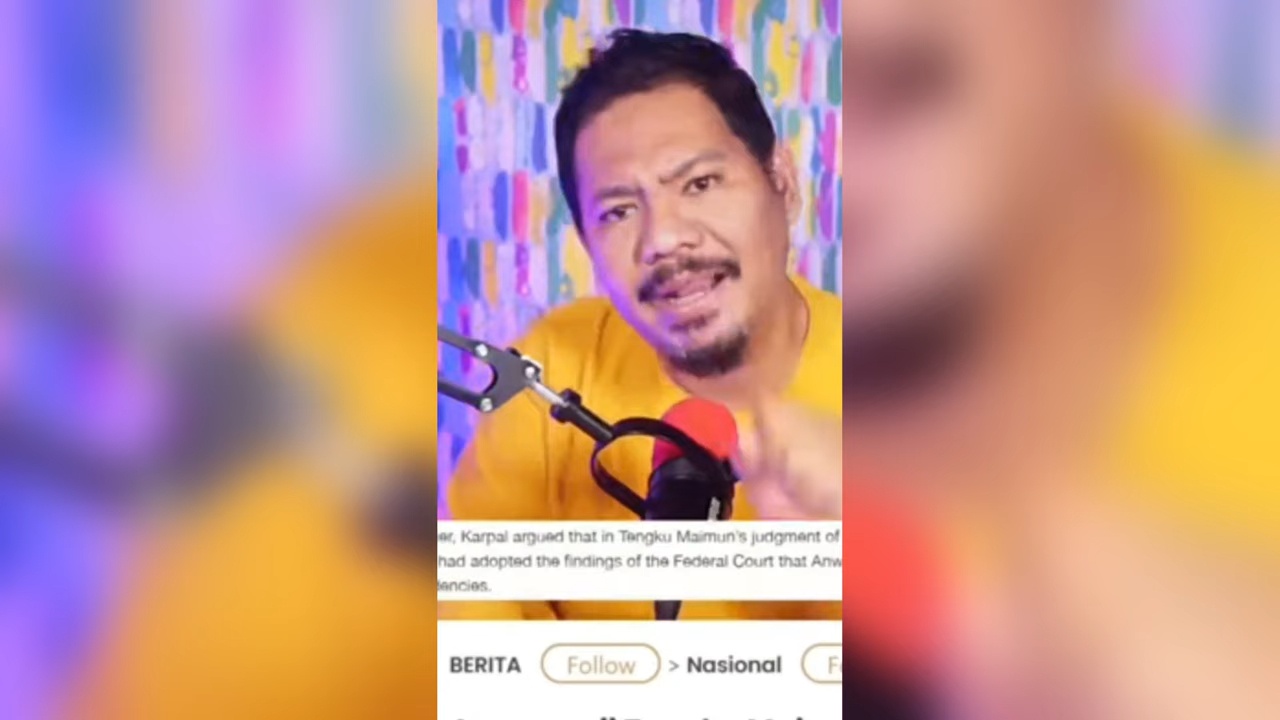 er, Karpal argued that in Tengku Maimun's judgment of
had adopted the findings of the Federal Court that Anw
dencies.
BERITA Follow > Nasional